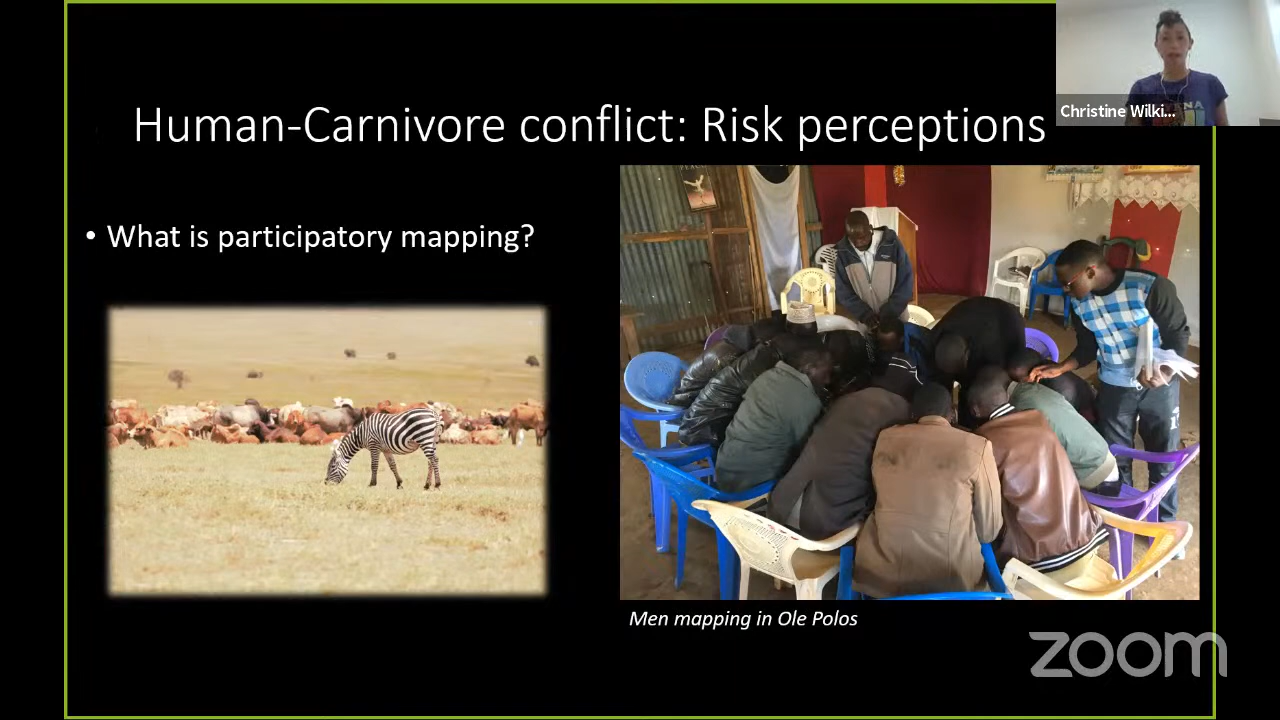 Human-Carnivore conflict: Risk perceptions
Christine Wilki...
• What is participatory mapping?
Men mapping in Ole Polos
zoom